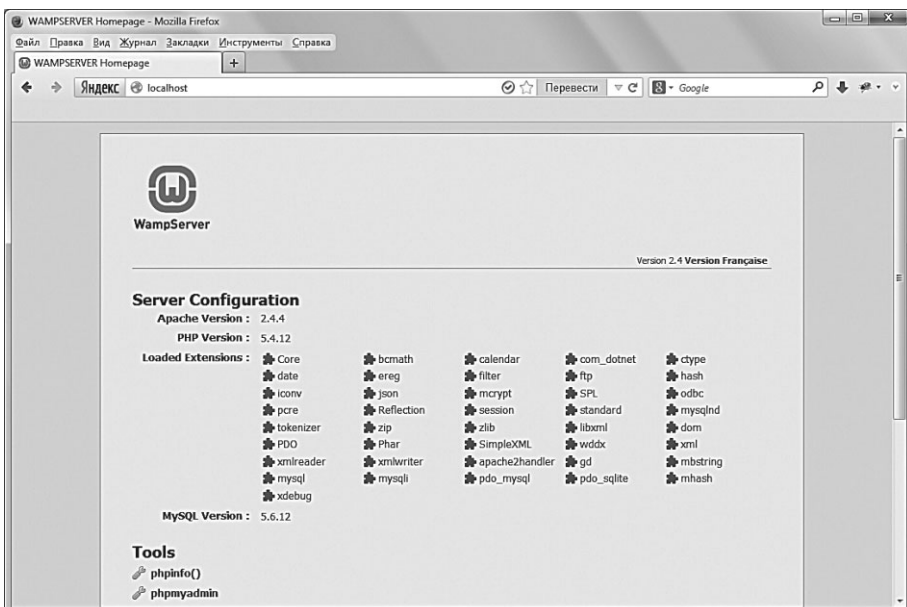 WAMPSERVER Homepage - Mozilla Firefox
Файл Правка Вид Журнал Закладки Инструменты Справка
WAMPSERVER Homepage +
Яндекс localhost Перевести 8 - Google
WampServer
Version 2.4 Version Française
Server Configuration
Apache Version : 2.4.4
PHP Version : 5.4.12
Loaded Extensions : Core bcmath calendar com_dotnet ctype
date ereg filter ftp hash
iconv json mcrypt SPL odbc
pcre Reflection session standard mysqlnd
tokenizer zip zlib libxml dom
PDO Phar SimpleXML wddx xml
xmlreader xmlwriter apache2handler gd mbstring
mysql mysqli pdo_mysql pdo_sqlite mhash
xdebug
MySQL Version : 5.6.12
Tools
phpinfo()
phpmyadmin